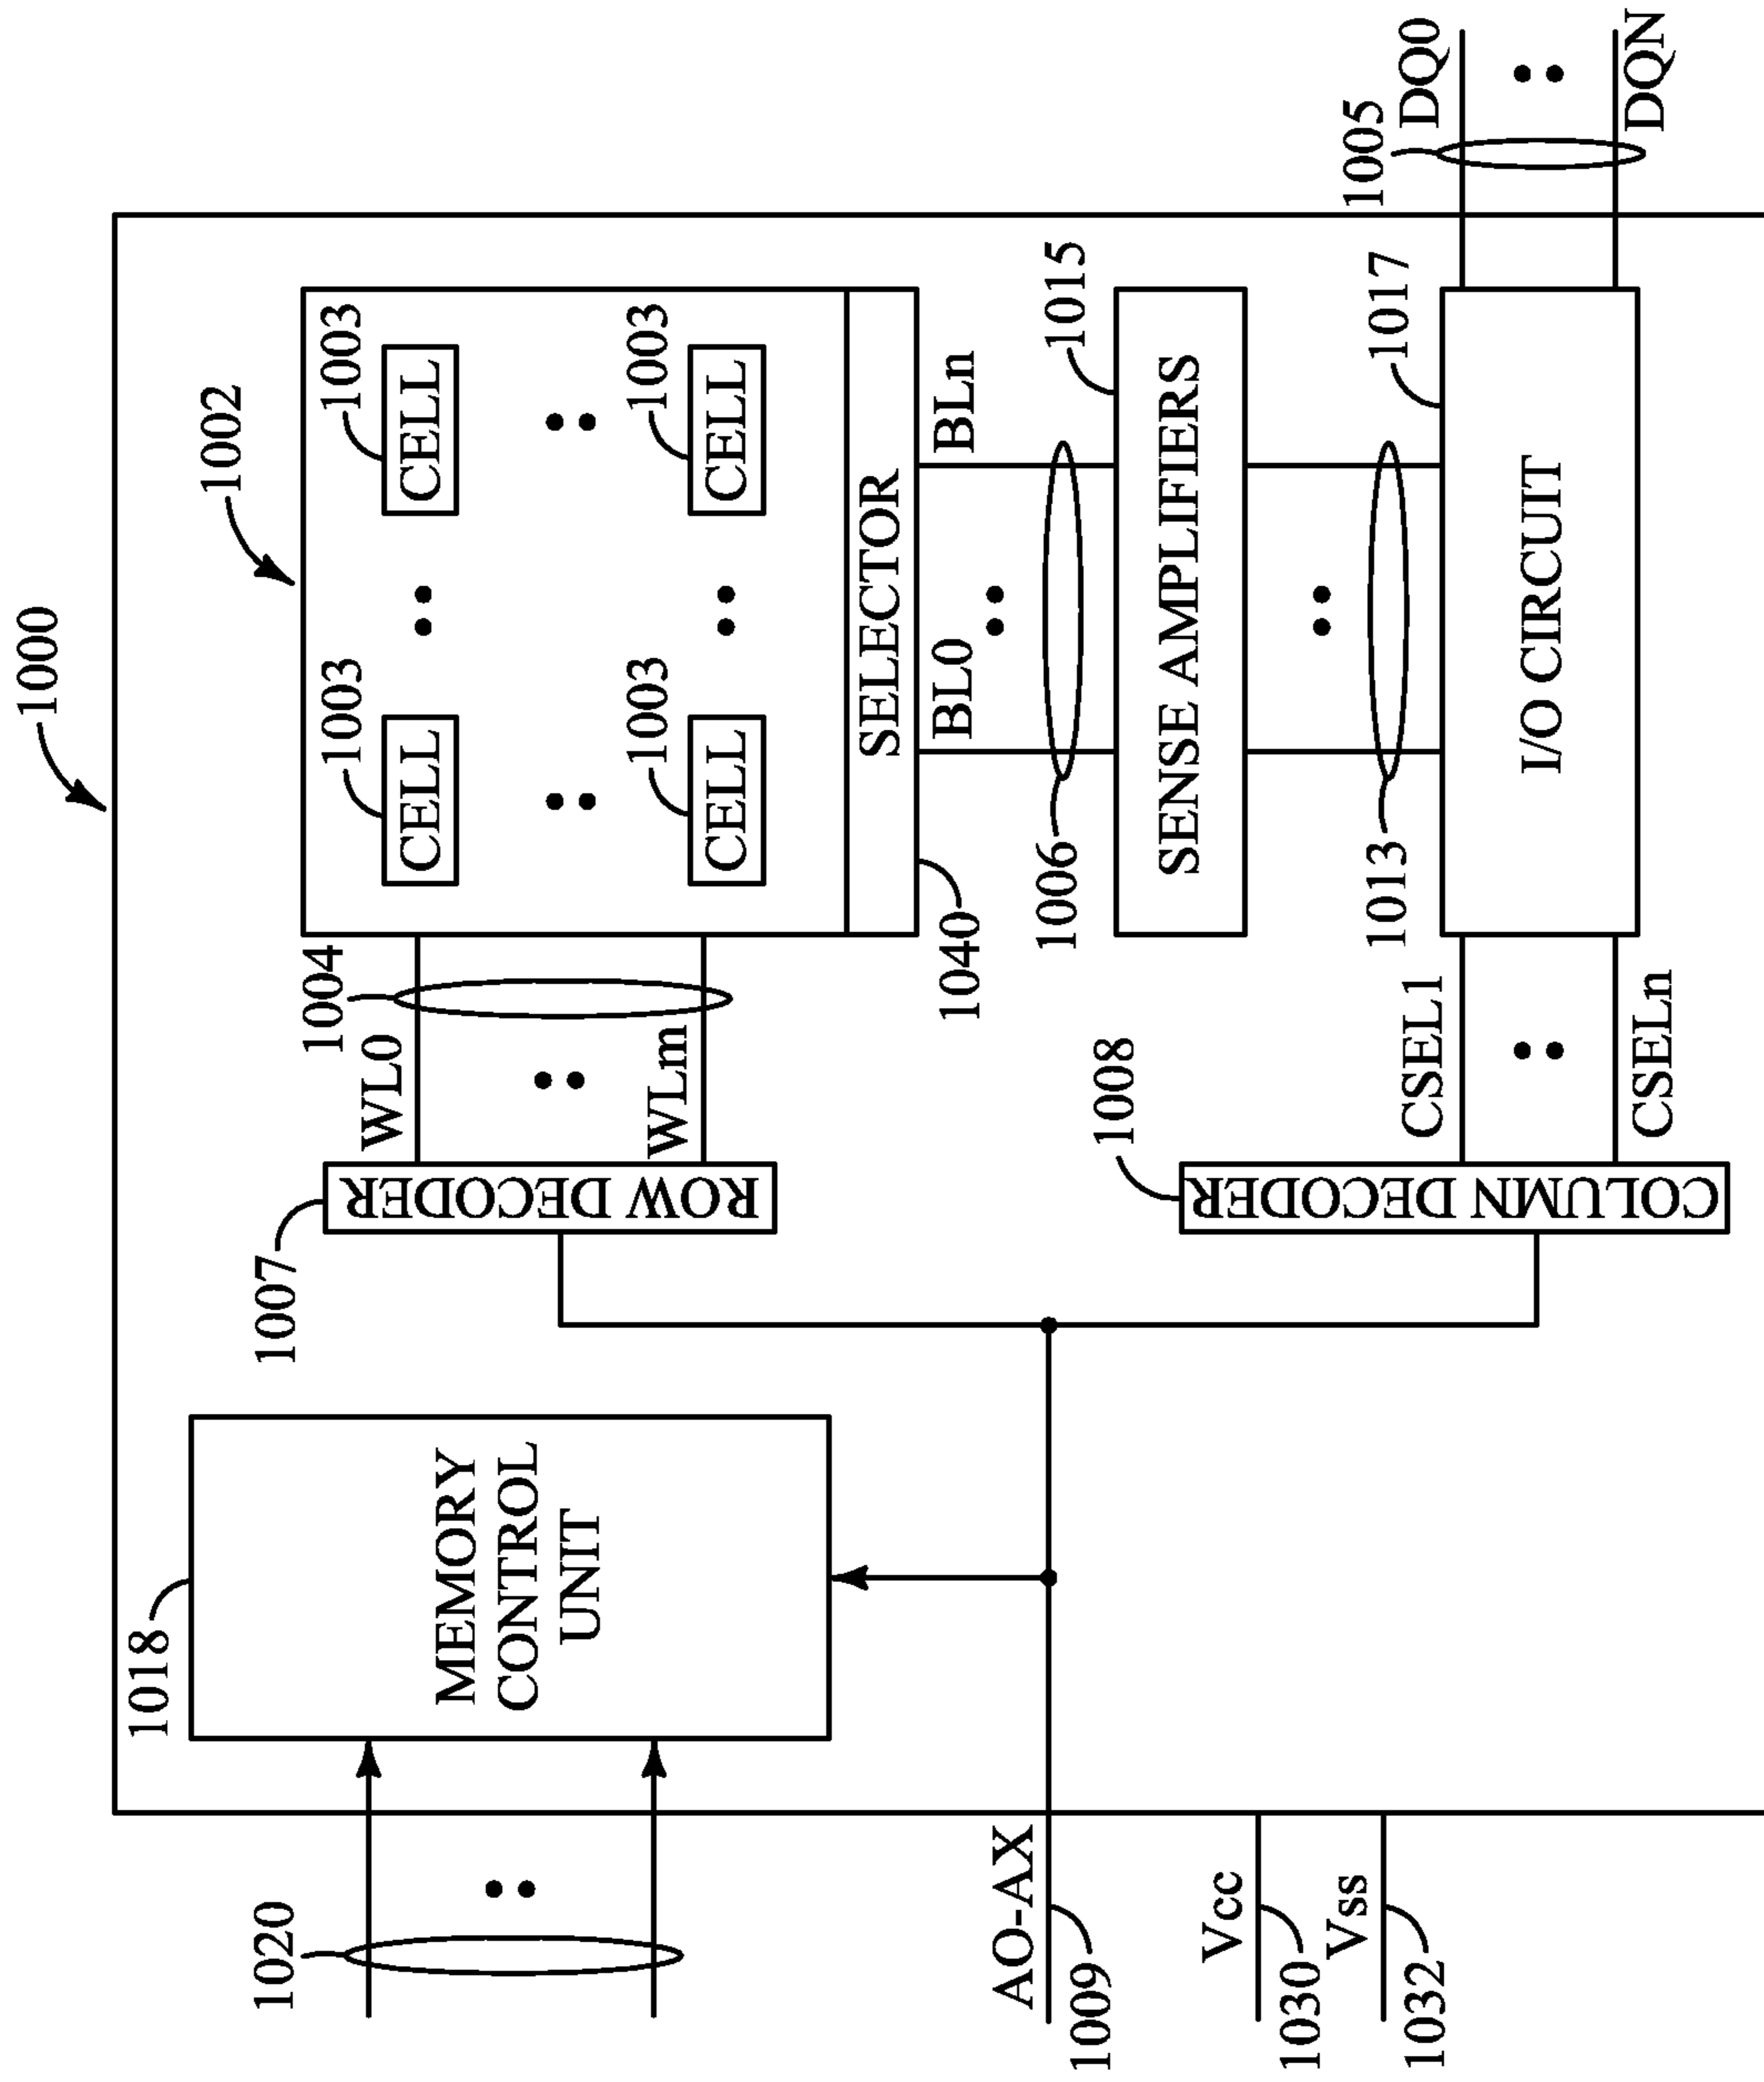 1000
1002
1018
1007
1004
1003
1003
CELL
CELL
WL0
1020
MEMORY
CONTROL
UNIT
ROW DECODER
1003
1003
WLm
CELL
CELL
SELECTOR
1040
BL0
BLn
AO-AX
1009
1006
1015
1008
SENSE AMPLIFIERS
Vcc
1030
Vss
1032
1013
1017
1005
CSEL1
DQ0
COLUMN DECODER
I/O CIRCUIT
CSELn
DQN